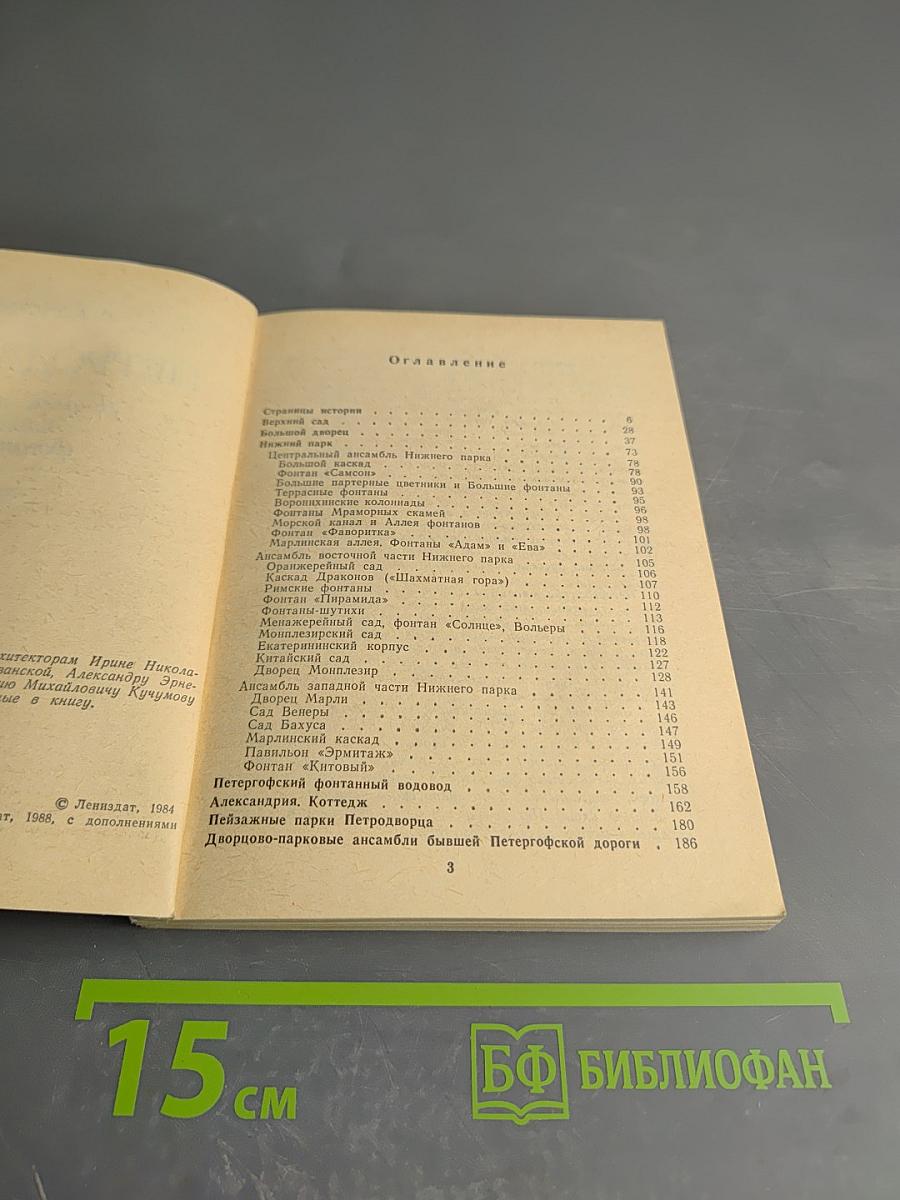 хитекторам Ирине Никола-
ванской, Александру Эрне-
ию Михайловичу Кучумову
ые в книгу.
© Лениздат, 1984
ат, 1988, с дополнениями
Оглавление
Страницы истории . . . 6
Верхний сад . . . 28
Большой дворец . . . 37
Нижний парк . . . 73
Центральный ансамбль Нижнего парка . . . 78
Большой каскад . . . 78
Фонтан «Самсон» . . . 90
Большие партерные цветники и Большие фонтаны . . . 93
Террасные фонтаны . . . 95
Воронихинские колоннады . . . 96
Фонтаны Мраморных скамей . . . 98
Морской канал и Аллея фонтанов . . . 98
Фонтан «Фаворитка» . . . 101
Марлинская аллея. Фонтаны «Адам» и «Ева» . . . 102
Ансамбль восточной части Нижнего парка . . . 105
Оранжерейный сад . . . 106
Каскад Драконов («Шахматная гора») . . . 107
Римские фонтаны . . . 110
Фонтан «Пирамида» . . . 112
Фонтаны-шутихи . . . 113
Менажерейный сад, фонтан «Солнце», Вольеры . . . 116
Монплезирский сад . . . 118
Екатерининский корпус . . . 122
Китайский сад . . . 127
Дворец Монплезир . . . 128
Ансамбль западной части Нижнего парка . . . 141
Дворец Марли . . . 143
Сад Венеры . . . 146
Сад Бахуса . . . 147
Марлинский каскад . . . 149
Павильон «Эрмитаж» . . . 151
Фонтан «Китовый» . . . 156
Петергофский фонтанный водовод . . . 158
Александрия. Коттедж . . . 162
Пейзажные парки Петродворца . . . 180
Дворцово-парковые ансамбли бывшей Петергофской дороги . 186
3
15 см
БФ БИБЛИОФАН